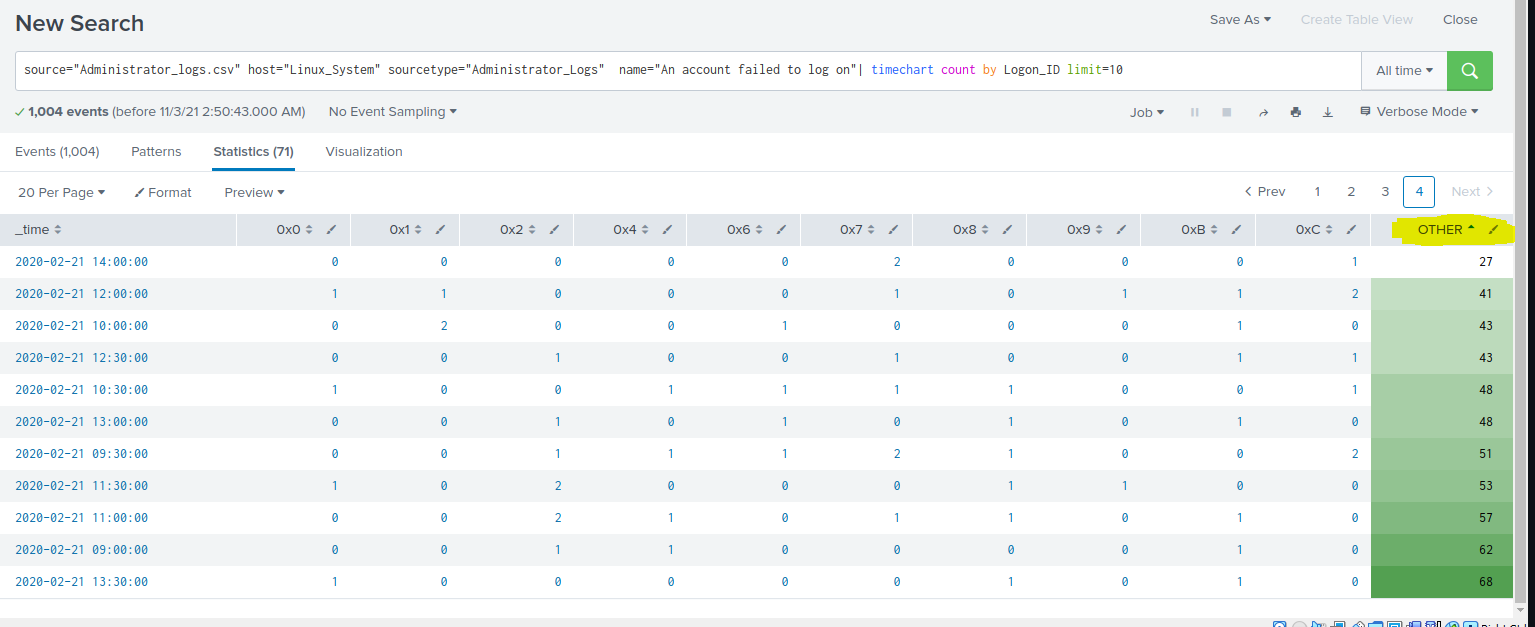 New Search
Save As Create Table View Close
source="Administrator_logs.csv" host="Linux_System" sourcetype="Administrator_Logs"  name="An account failed to log on"| timechart count by Logon_ID limit=10
All time
1,004 events (before 11/3/21 2:50:43.000 AM) No Event Sampling
Job Verbose Mode
Events (1,004) Patterns Statistics (71) Visualization
20 Per Page Format Preview
Prev 1 2 3 4 Next
_time 0x0 0x1 0x2 0x4 0x6 0x7 0x8 0x9 0xB 0xC OTHER
2020-02-21 14:00:00 0 0 0 0 0 2 0 0 0 1 27
2020-02-21 12:00:00 1 1 0 0 0 1 0 1 1 2 41
2020-02-21 10:00:00 0 2 0 0 1 0 0 0 1 0 43
2020-02-21 12:30:00 0 0 1 0 0 1 0 0 1 1 43
2020-02-21 10:30:00 1 0 0 1 1 1 1 0 0 1 48
2020-02-21 13:00:00 0 0 1 0 1 0 1 0 1 0 48
2020-02-21 09:30:00 0 0 1 1 1 2 1 0 0 2 51
2020-02-21 11:30:00 1 0 2 0 0 0 1 1 0 0 53
2020-02-21 11:00:00 0 0 2 1 0 1 1 0 1 0 57
2020-02-21 09:00:00 0 0 1 1 0 0 0 0 1 0 62
2020-02-21 13:30:00 1 0 0 0 0 0 1 0 1 0 68